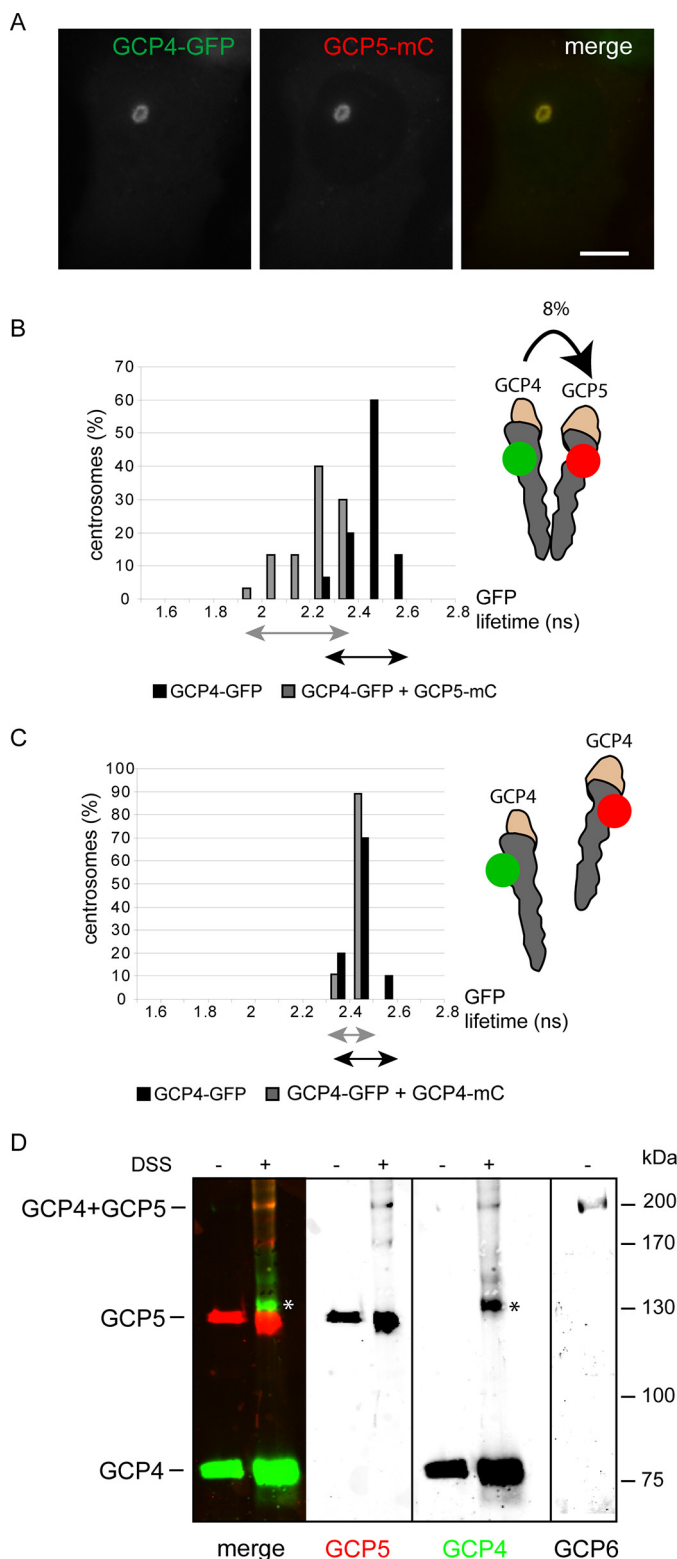 A
GCP4-GFP GCP5-mC merge
B
8%
GCP4 GCP5
70
60
50
40
30
20
10
0
centrosomes (%)
1.6 1.8 2 2.2 2.4 2.6 2.8
GFP
lifetime (ns)
GCP4-GFP GCP4-GFP + GCP5-mC
C
GCP4
GCP4
100
90
80
70
60
50
40
30
20
10
0
centrosomes (%)
1.6 1.8 2 2.2 2.4 2.6 2.8
GFP
lifetime (ns)
GCP4-GFP GCP4-GFP + GCP4-mC
D
kDa
DSS - + - + - + -
GCP4+GCP5
GCP5
GCP4
*
*
200
170
130
100
75
merge GCP5 GCP4 GCP6